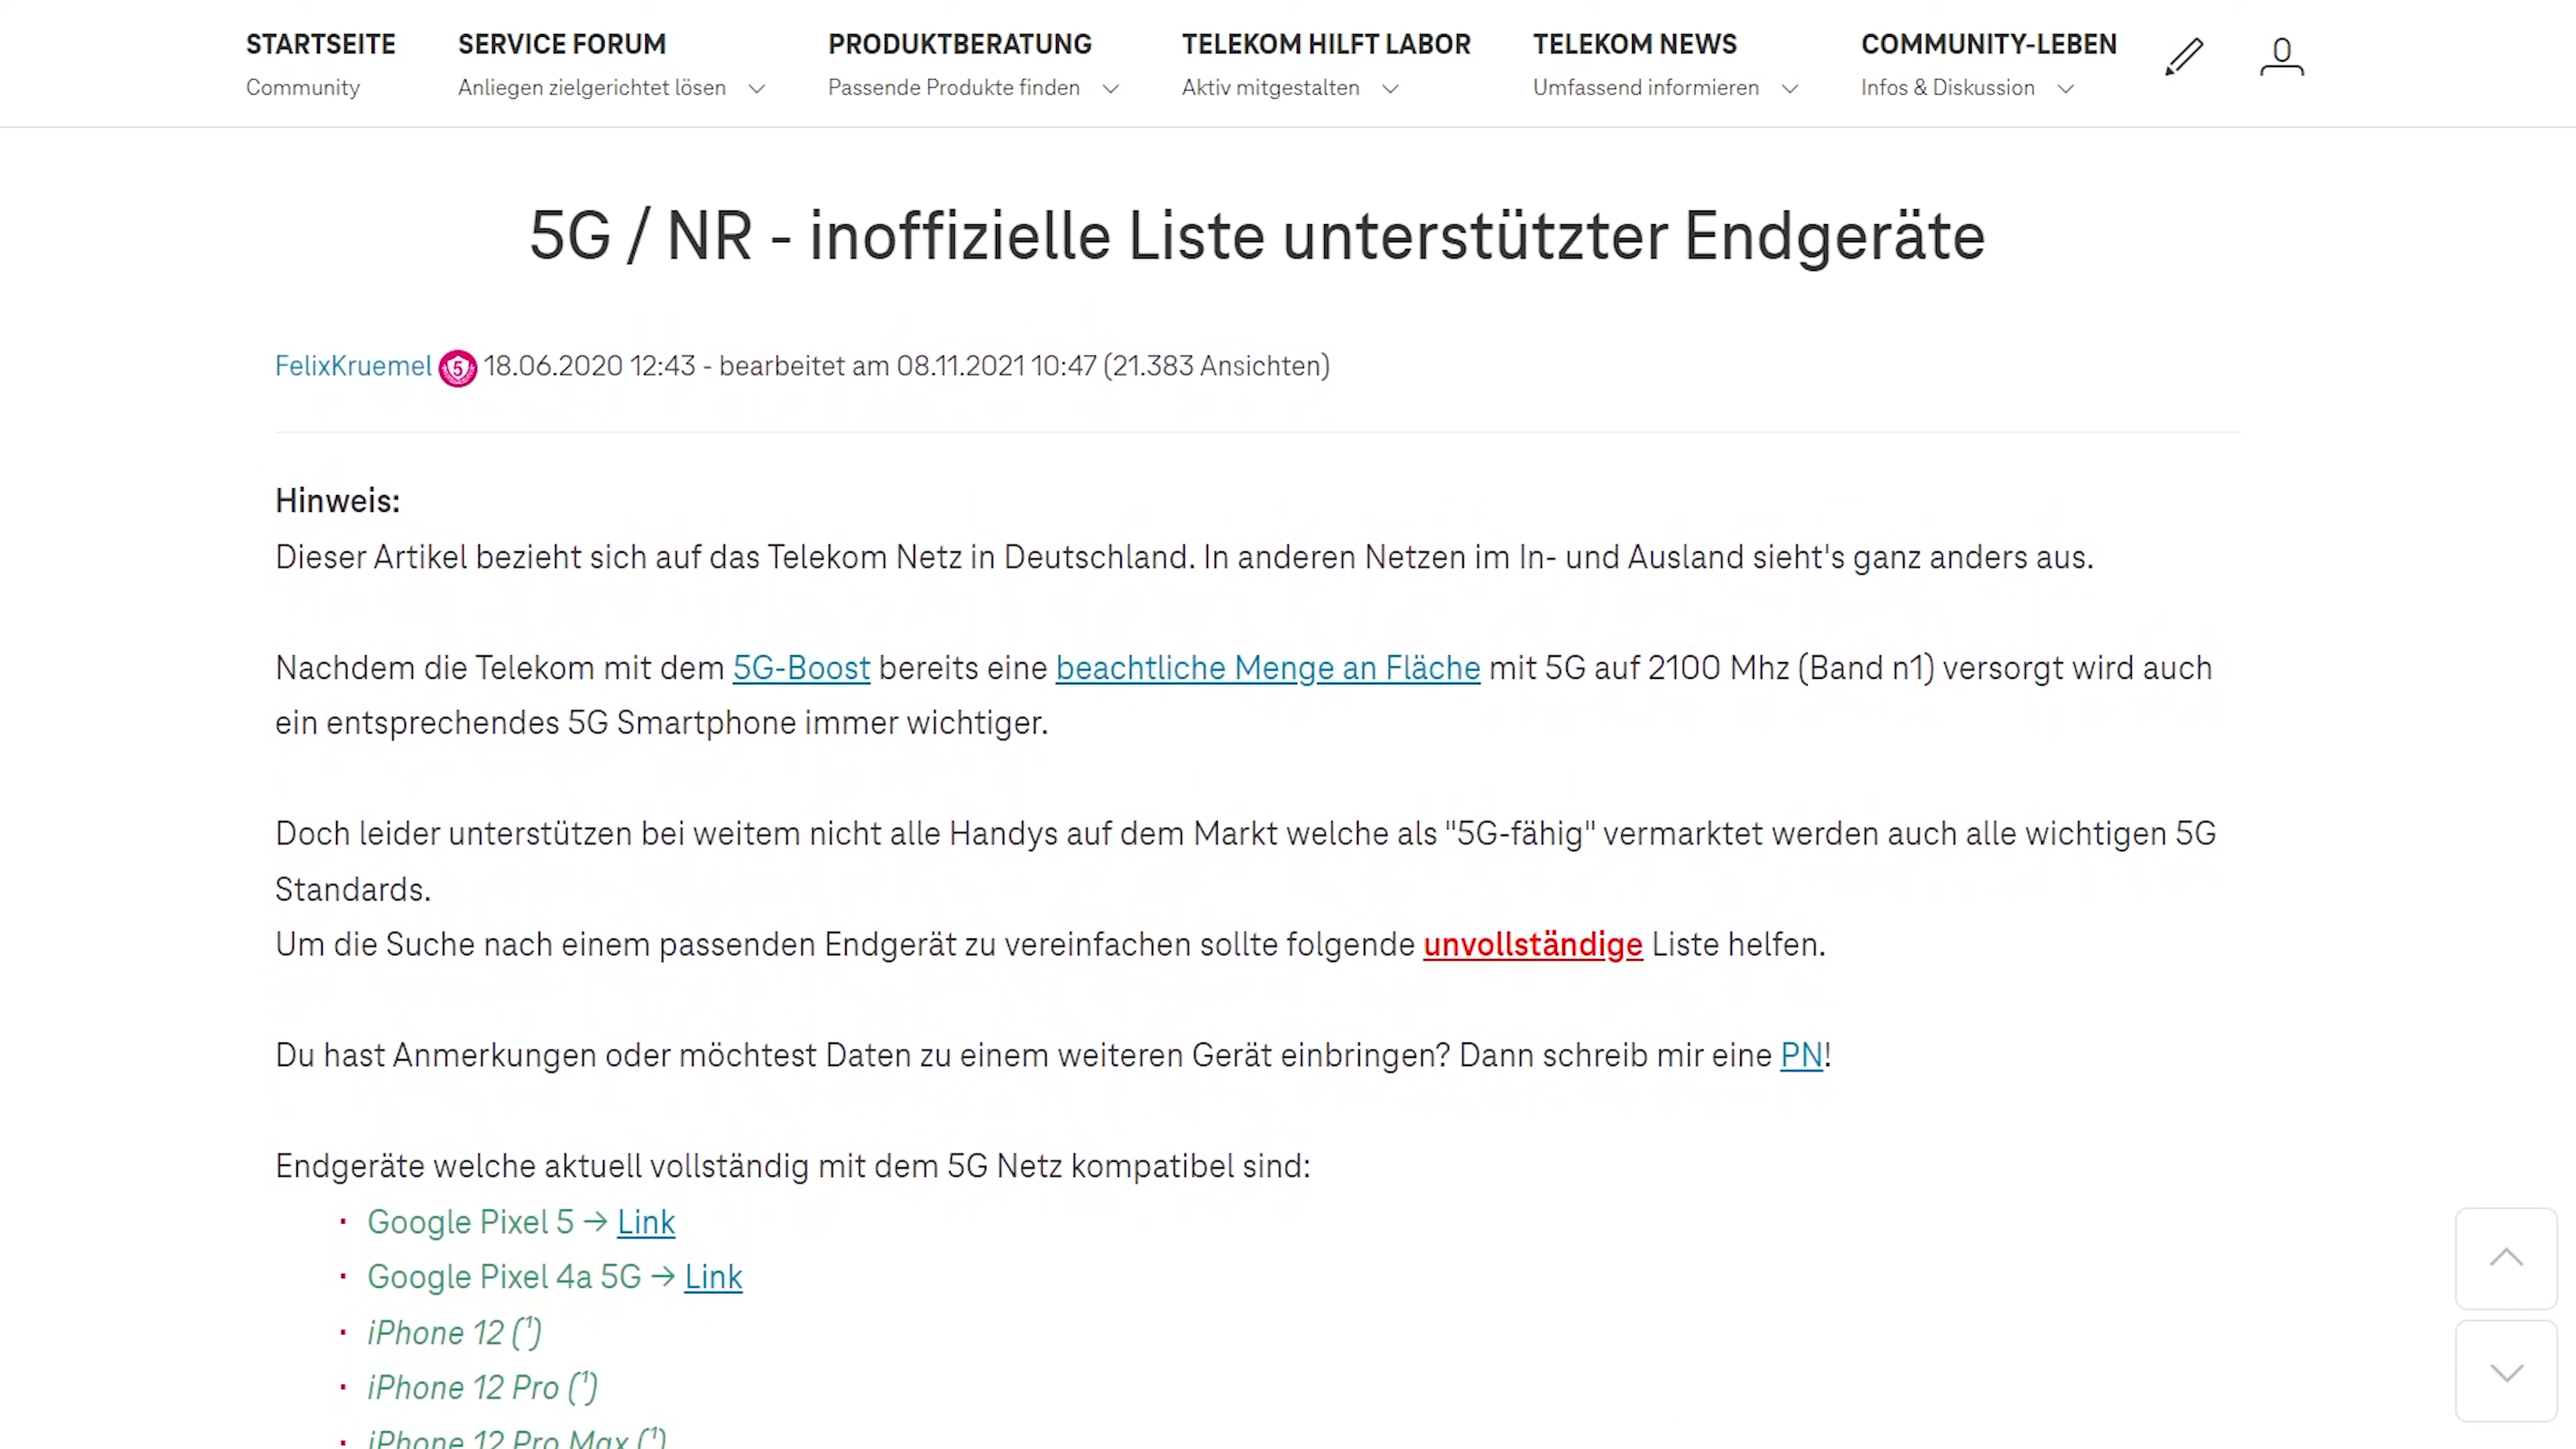 STARTSEITE SERVICE FORUM PRODUKTBERATUNG TELEKOM HILFT LABOR TELEKOM NEWS COMMUNITY-LEBEN
Community Anliegen zielgerichtet lösen Passende Produkte finden Aktiv mitgestalten Umfassend informieren Infos & Diskussion
5G / NR - inoffizielle Liste unterstützter Endgeräte
FelixKruemel 5 18.06.2020 12:43 - bearbeitet am 08.11.2021 10:47 (21.383 Ansichten)
Hinweis:
Dieser Artikel bezieht sich auf das Telekom Netz in Deutschland. In anderen Netzen im In- und Ausland sieht's ganz anders aus.
Nachdem die Telekom mit dem 5G-Boost bereits eine beachtliche Menge an Fläche mit 5G auf 2100 Mhz (Band n1) versorgt wird auch
ein entsprechendes 5G Smartphone immer wichtiger.
Doch leider unterstützen bei weitem nicht alle Handys auf dem Markt welche als "5G-fähig" vermarktet werden auch alle wichtigen 5G
Standards.
Um die Suche nach einem passenden Endgerät zu vereinfachen sollte folgende unvollständige Liste helfen.
Du hast Anmerkungen oder möchtest Daten zu einem weiteren Gerät einbringen? Dann schreib mir eine PN!
Endgeräte welche aktuell vollständig mit dem 5G Netz kompatibel sind:
· Google Pixel 5 → Link
· Google Pixel 4a 5G → Link
· iPhone 12 (¹)
· iPhone 12 Pro (¹)
· iPhone 12 Pro Max (¹)